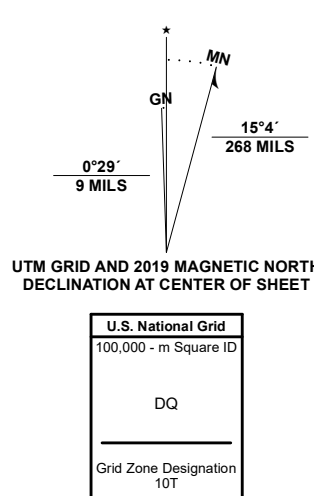 ★
MN
GN
15°4´
268 MILS
0°29´
9 MILS
UTM GRID AND 2019 MAGNETIC NORTH
DECLINATION AT CENTER OF SHEET
U.S. National Grid
100,000 - m Square ID
DQ
Grid Zone Designation
10T